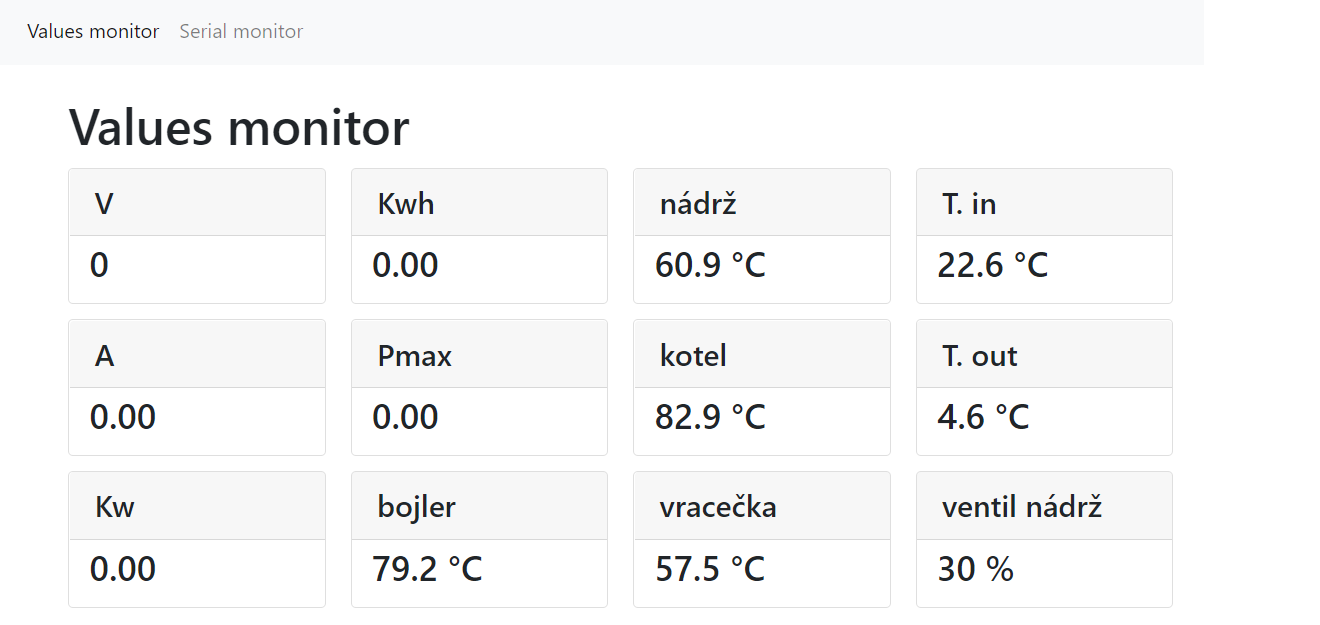 Values monitor Serial monitor
Values monitor
V Kwh nádrž T. in
0 0.00 60.9 °C 22.6 °C
A Pmax kotel T. out
0.00 0.00 82.9 °C 4.6 °C
Kw bojler vracečka ventil nádrž
0.00 79.2 °C 57.5 °C 30 %